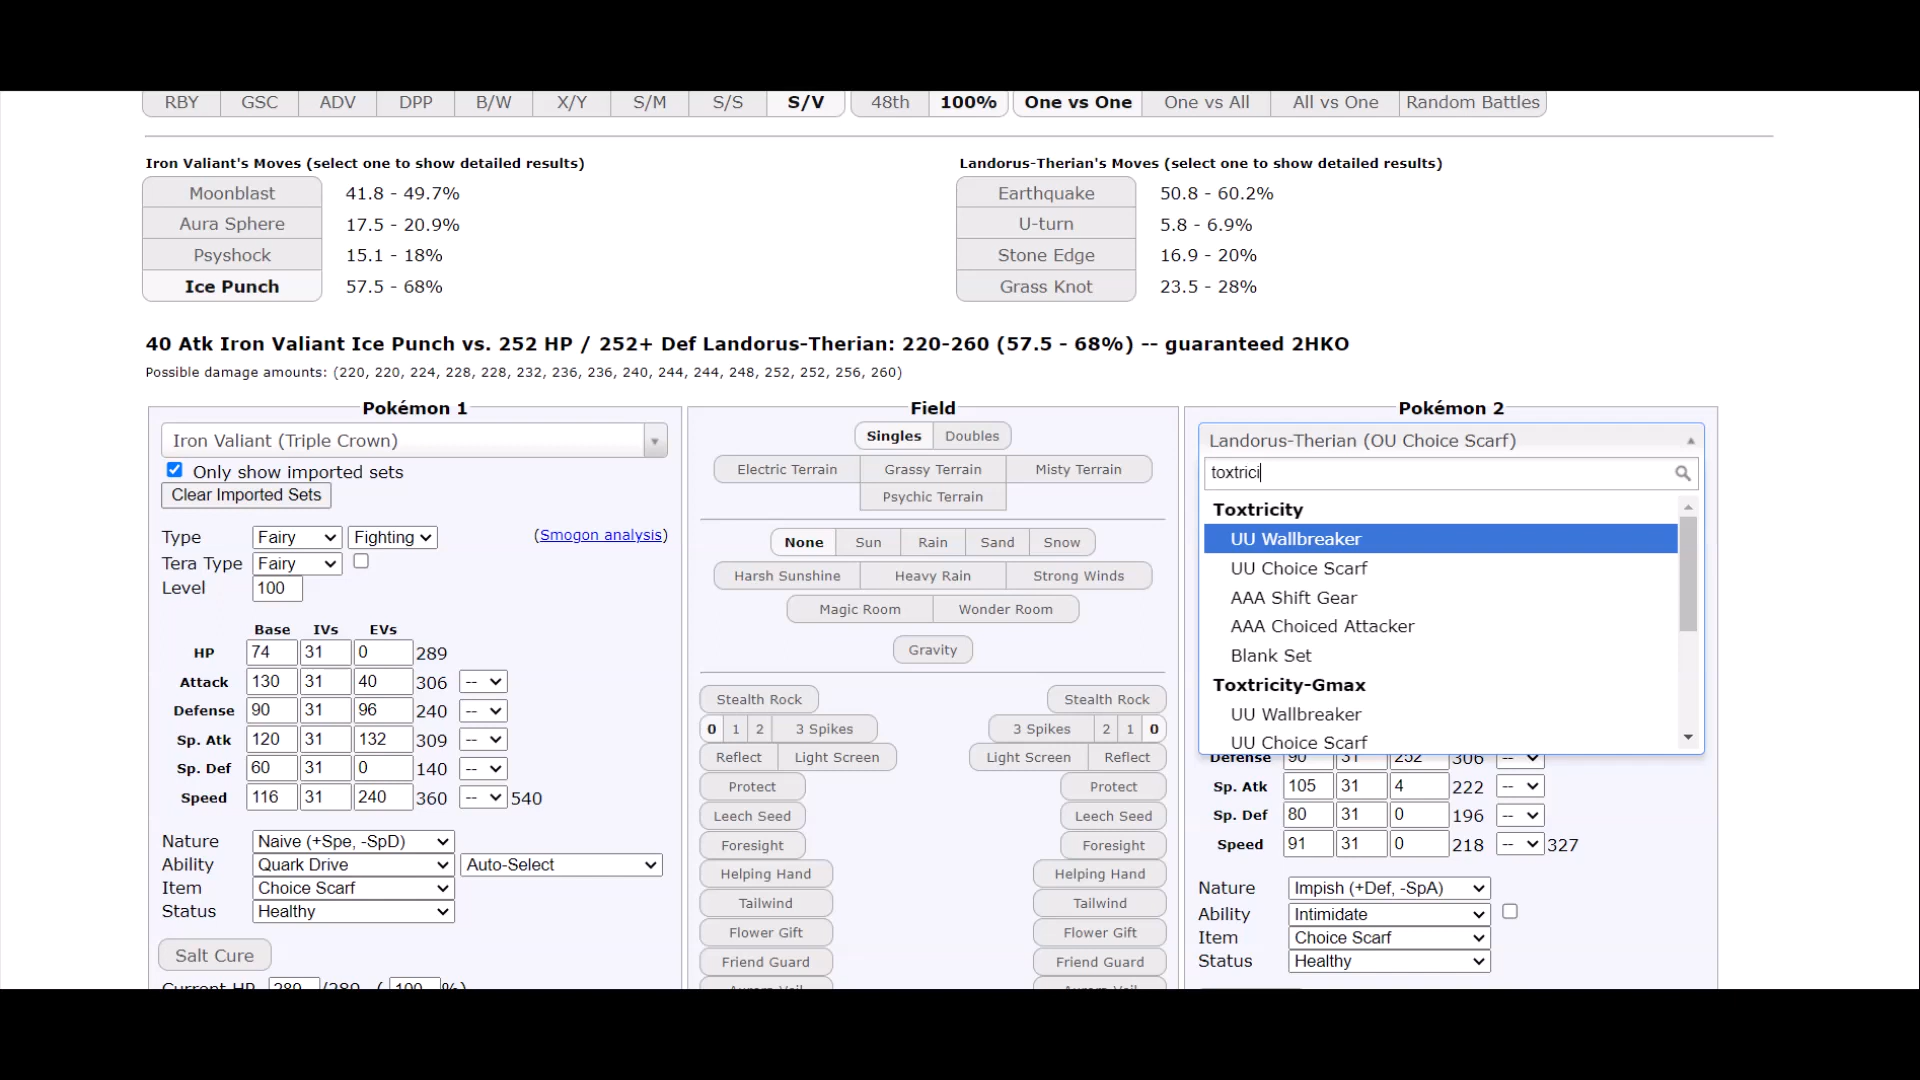 RBY GSC ADV DPP B/W X/Y S/M S/S S/V 48th 100% One vs One One vs All All vs One Random Battles
Iron Valiant's Moves (select one to show detailed results)
Moonblast 41.8 - 49.7%
Aura Sphere 17.5 - 20.9%
Psyshock 15.1 - 18%
Ice Punch 57.5 - 68%
Landorus-Therian's Moves (select one to show detailed results)
Earthquake 50.8 - 60.2%
U-turn 5.8 - 6.9%
Stone Edge 16.9 - 20%
Grass Knot 23.5 - 28%
40 Atk Iron Valiant Ice Punch vs. 252 HP / 252+ Def Landorus-Therian: 220-260 (57.5 - 68%) -- guaranteed 2HKO
Possible damage amounts: (220, 220, 224, 228, 228, 232, 236, 236, 240, 244, 244, 248, 252, 252, 256, 260)
Pokémon 1
Iron Valiant (Triple Crown)
Only show imported sets
Clear Imported Sets
Type Fairy Fighting (Smogon analysis)
Tera Type Fairy
Level 100
Base IVs EVs
HP 74 31 0 289
Attack 130 31 40 306 --
Defense 90 31 96 240 --
Sp. Atk 120 31 132 309 --
Sp. Def 60 31 0 140 --
Speed 116 31 240 360 -- 540
Nature Naive (+Spe, -SpD)
Ability Quark Drive Auto-Select
Item Choice Scarf
Status Healthy
Salt Cure
Current HP 289 /289 ( 100 %)
Field
Singles Doubles
Electric Terrain Grassy Terrain Misty Terrain
Psychic Terrain
None Sun Rain Sand Snow
Harsh Sunshine Heavy Rain Strong Winds
Magic Room Wonder Room
Gravity
Stealth Rock Stealth Rock
0 1 2 3 Spikes 3 Spikes 2 1 0
Reflect Light Screen Light Screen Reflect
Protect Protect
Leech Seed Leech Seed
Foresight Foresight
Helping Hand Helping Hand
Tailwind Tailwind
Flower Gift Flower Gift
Friend Guard Friend Guard
Aurora Veil Aurora Veil
Pokémon 2
Landorus-Therian (OU Choice Scarf)
toxtrici
Toxtricity
UU Wallbreaker
UU Choice Scarf
AAA Shift Gear
AAA Choiced Attacker
Blank Set
Toxtricity-Gmax
UU Wallbreaker
UU Choice Scarf
Defense 90 31 252 306 --
Sp. Atk 105 31 4 222 --
Sp. Def 80 31 0 196 --
Speed 91 31 0 218 -- 327
Nature Impish (+Def, -SpA)
Ability Intimidate
Item Choice Scarf
Status Healthy